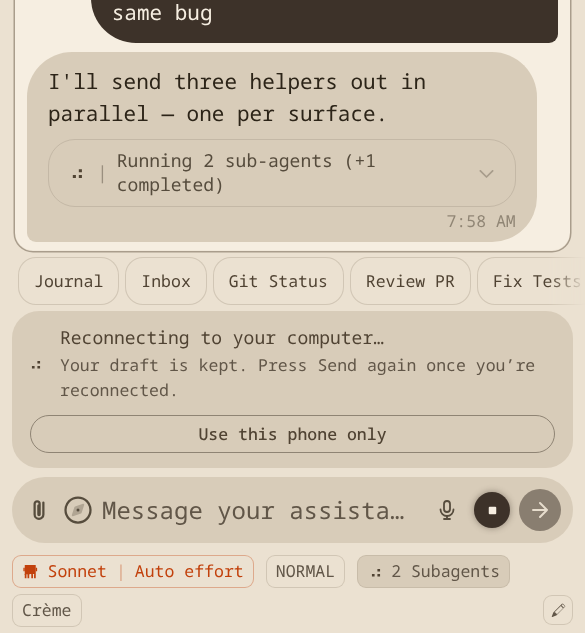 same bug
I'll send three helpers out in
parallel — one per surface.
Running 2 sub-agents (+1
completed)
7:58 AM
Journal
Inbox
Git Status
Review PR
Fix Tests
Reconnecting to your computer…
Your draft is kept. Press Send again once you’re
reconnected.
Use this phone only
Message your assista…
Sonnet | Auto effort
NORMAL
2 Subagents
Crème